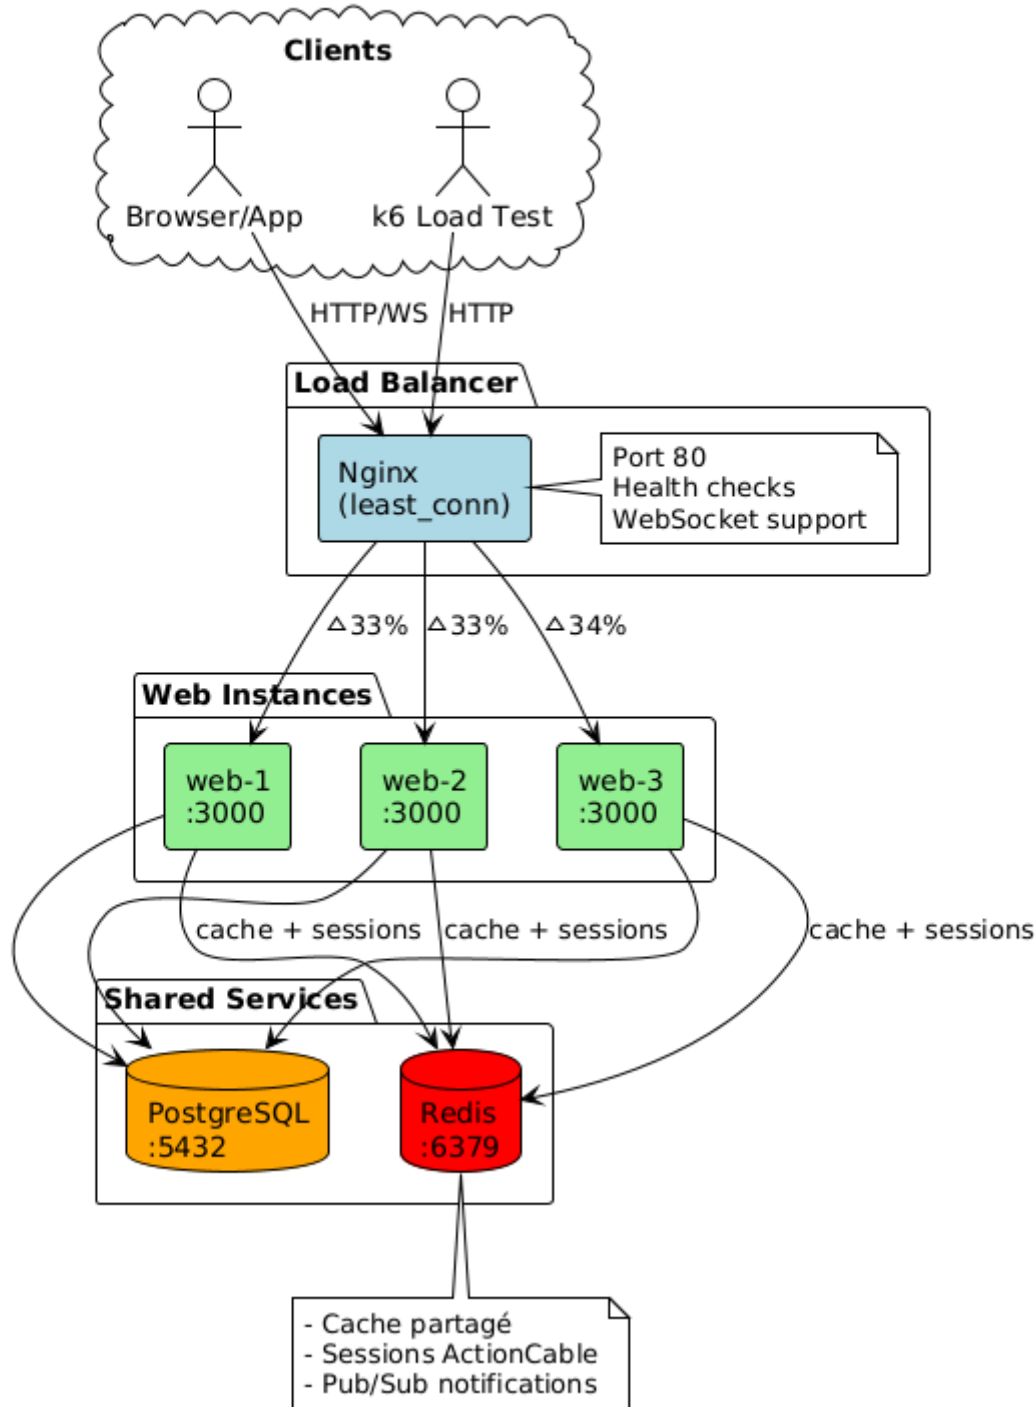 Clients
Browser/App
k6 Load Test
HTTP/WS
HTTP
Load Balancer
Nginx
(least_conn)
Port 80
Health checks
WebSocket support
△33%
△33%
△34%
Web Instances
web-1
:3000
web-2
:3000
web-3
:3000
cache + sessions
cache + sessions
cache + sessions
Shared Services
PostgreSQL
:5432
Redis
:6379
- Cache partagé
- Sessions ActionCable
- Pub/Sub notifications